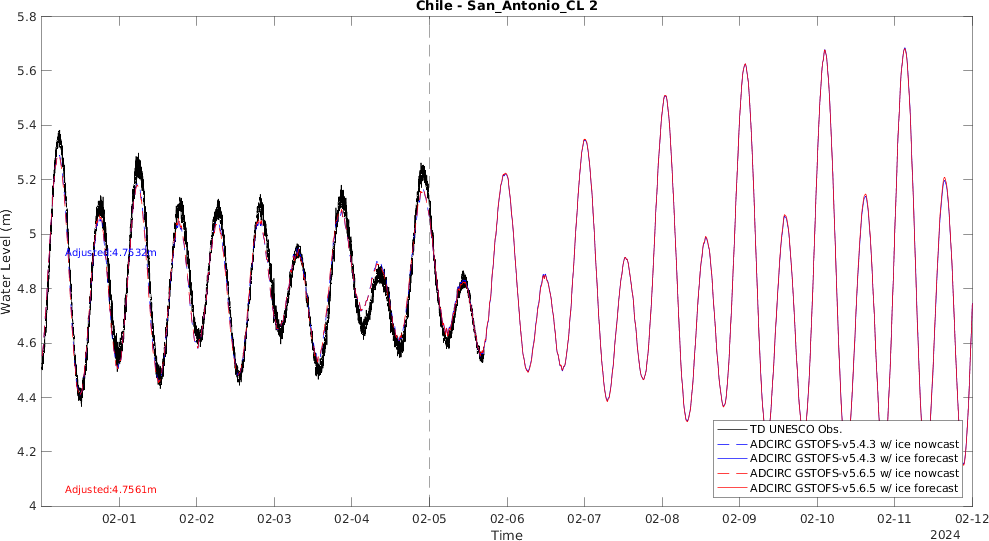 Chile - San_Antonio_CL 2
5.8
5.6
5.4
5.2
5
4.8
4.6
4.4
4.2
4
Water Level (m)
Adjusted:4.7532m
Adjusted:4.7561m
TD UNESCO Obs.
ADCIRC GSTOFS-v5.4.3 w/ ice nowcast
ADCIRC GSTOFS-v5.4.3 w/ ice forecast
ADCIRC GSTOFS-v5.6.5 w/ ice nowcast
ADCIRC GSTOFS-v5.6.5 w/ ice forecast
02-01 02-02 02-03 02-04 02-05 02-06 02-07 02-08 02-09 02-10 02-11 02-12
Time
2024